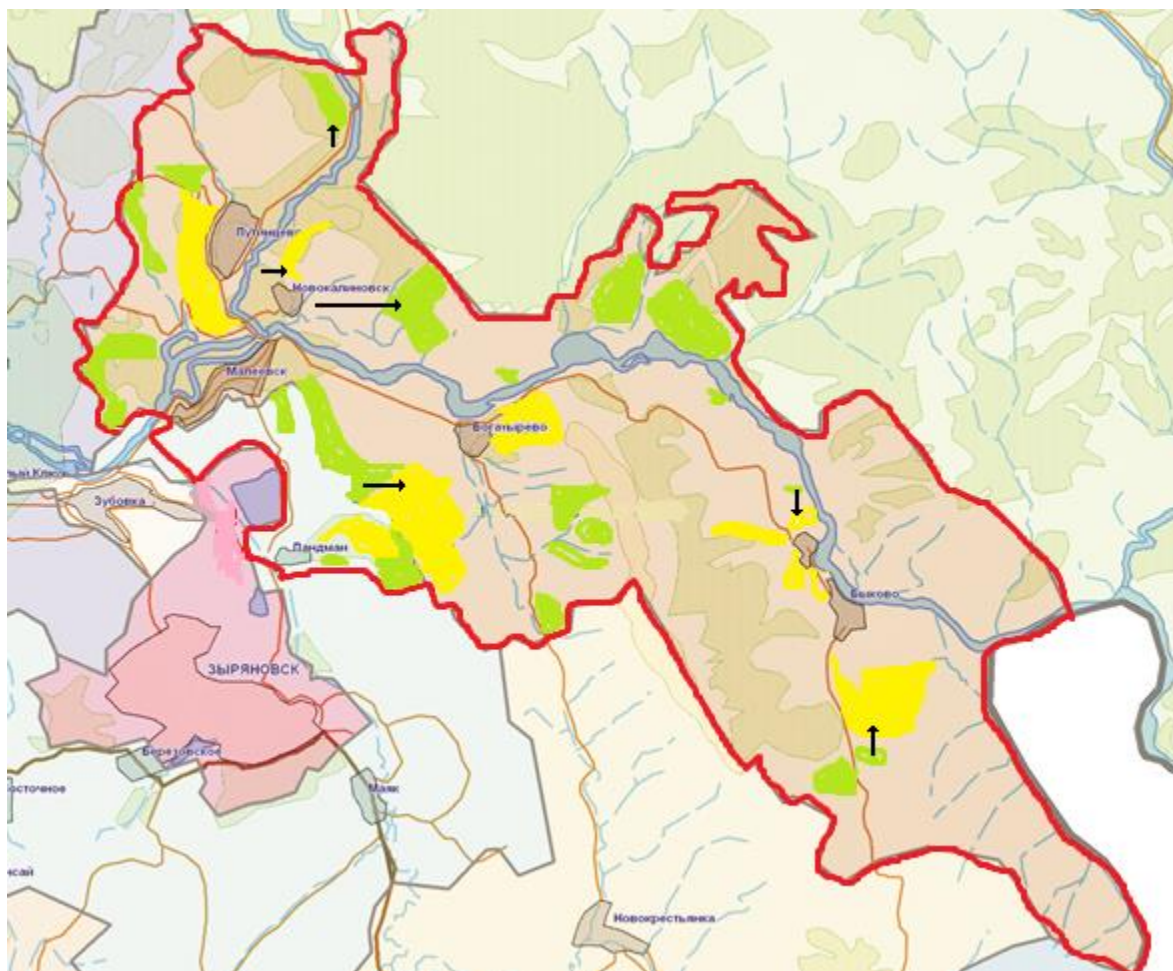 Путинцево
Новокалиновск
Малеевск
Богатырево
Зубовка
Ландман
Быково
ЗЫРЯНОВСК
Березовское
Маяк
Новокрестьянка